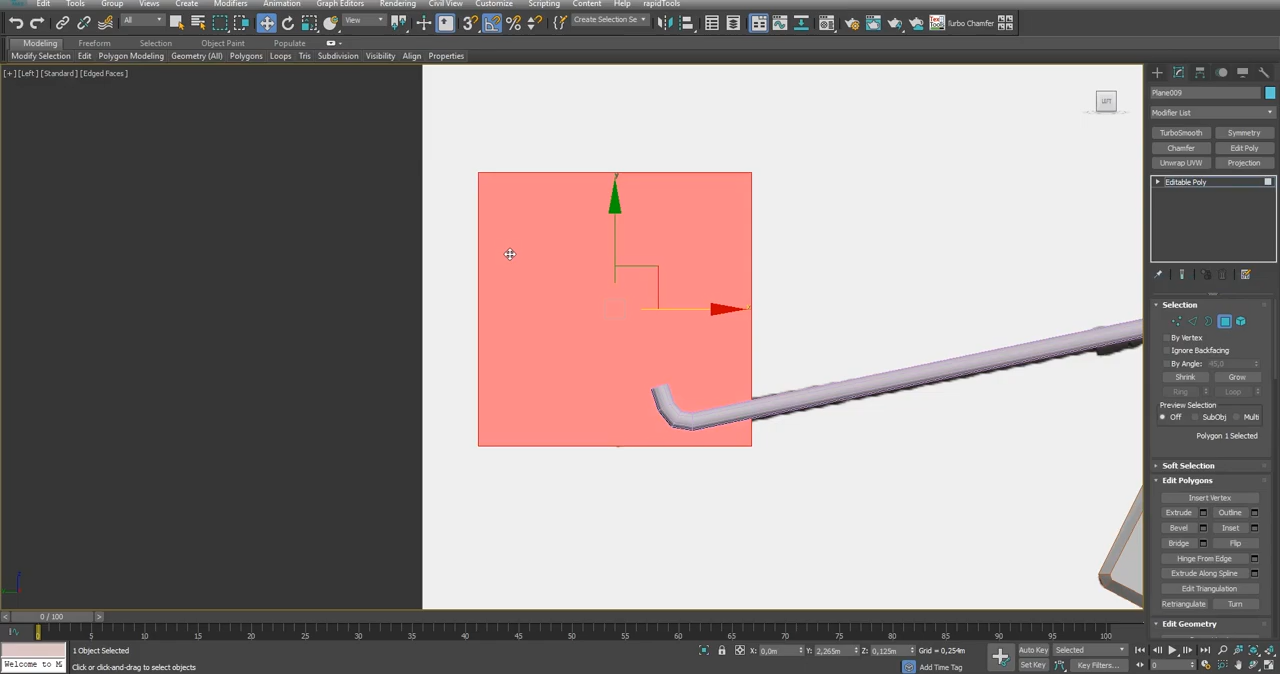 Edit Tools Group Views Create Modifiers Animation Graph Editors Rendering Civil View Customize Scripting Content Help rapidTools
All View Create Selection Se Turbo Chamfer
Modeling Freeform Selection Object Paint Populate
Modify Selection Edit Polygon Modeling Geometry (All) Polygons Loops Tris Subdivision Visibility Align Properties
[+] [Left] [Standard] [Edged Faces]
LEFT
Plane009
Modifier List
TurboSmooth Symmetry
Chamfer Edit Poly
Unwrap UVW Projection
Editable Poly
Selection
By Vertex
Ignore Backfacing
By Angle: 45,0
Shrink Grow
Ring Loop
Preview Selection
Off SubObj Multi
Polygon 1 Selected
Soft Selection
Edit Polygons
Insert Vertex
Extrude Outline
Bevel Inset
Bridge Flip
Hinge From Edge
Extrude Along Spline
Edit Triangulation
Retriangulate Turn
Edit Geometry
y
x
< 0 / 100 >
0 5 10 15 20 25 30 35 40 45 50 55 60 65 70 75 80 85 90 95 100
1 Object Selected X: 0,0m Y: 2,265m Z: 0,125m Grid = 0,254m Auto Key Selected
Welcome to M Click or click-and-drag to select objects Add Time Tag Set Key Key Filters... 0